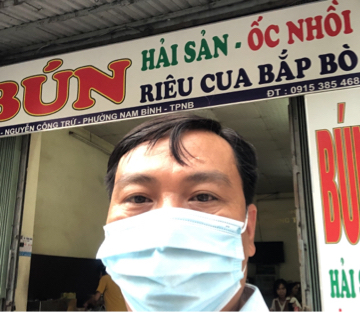 BÚN
HẢI SẢN - ỐC NHỒI
RIÊU CUA BẮP BÒ
- NGUYỄN CÔNG TRỨ - PHƯỜNG NAM BÌNH - TPNB
ĐT : 0915 385 468
HẢI